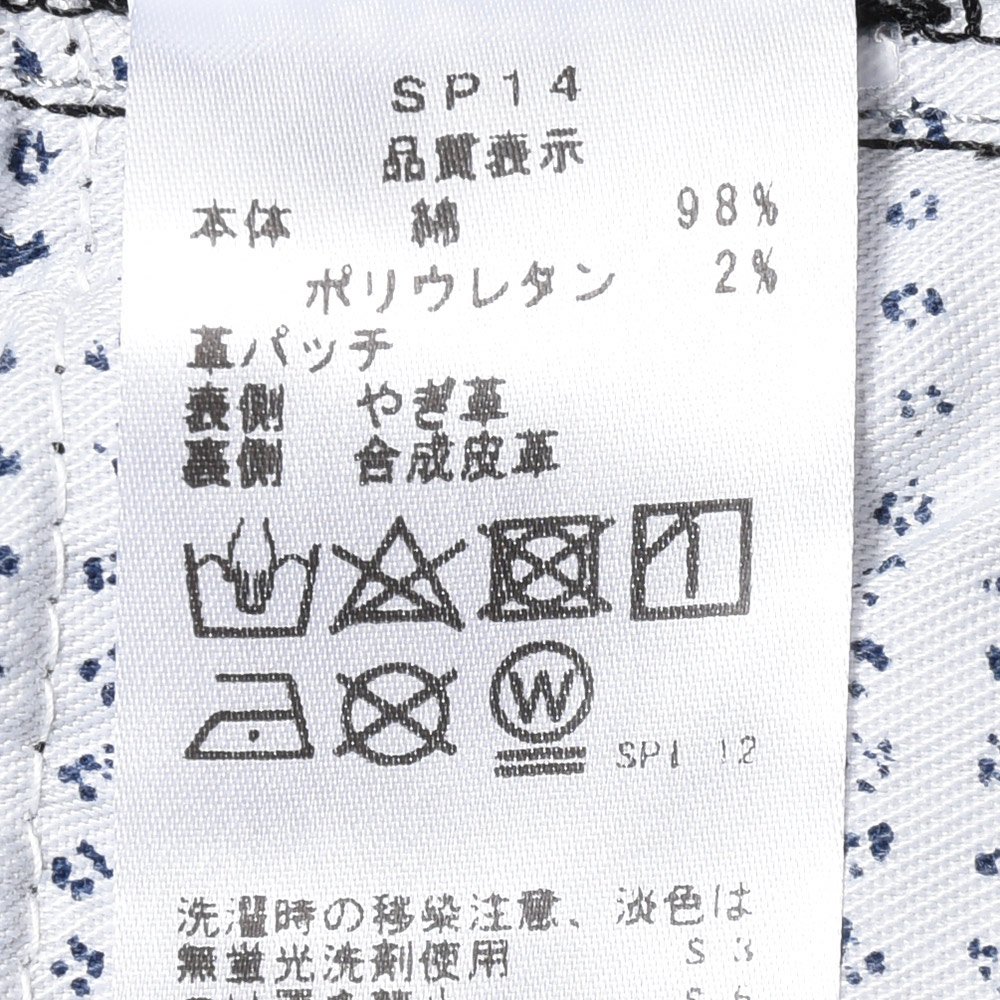 SP14
品質表示
本体 綿 98%
ポリウレタン 2%
革パッチ
表側 やぎ革
裏側 合成皮革
W
SP1 12
洗濯時の移染注意、淡色は
無蛍光洗剤使用 S 3